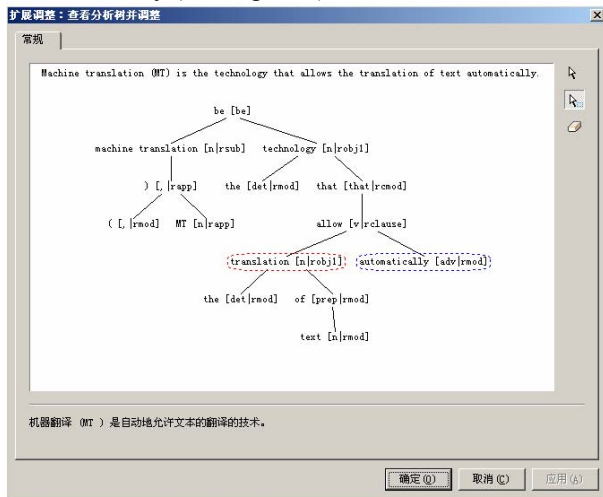 扩展调整：查看分析树并调整
常规
Machine translation (MT) is the technology that allows the translation of text automatically.
be [be]
machine translation [n|rsub] technology [n|robj1]
) [, |rapp] the [det|rmod] that [that|rcmod]
( [, |rmod] MT [n|rapp] allow [v|rclause]
translation [n|robj1] automatically [adv|rmod]
the [det|rmod] of [prep|rmod]
text [n|rmod]
机器翻译（MT ）是自动地允许文本的翻译的技术。
确定(O) 取消(C) 应用(A)